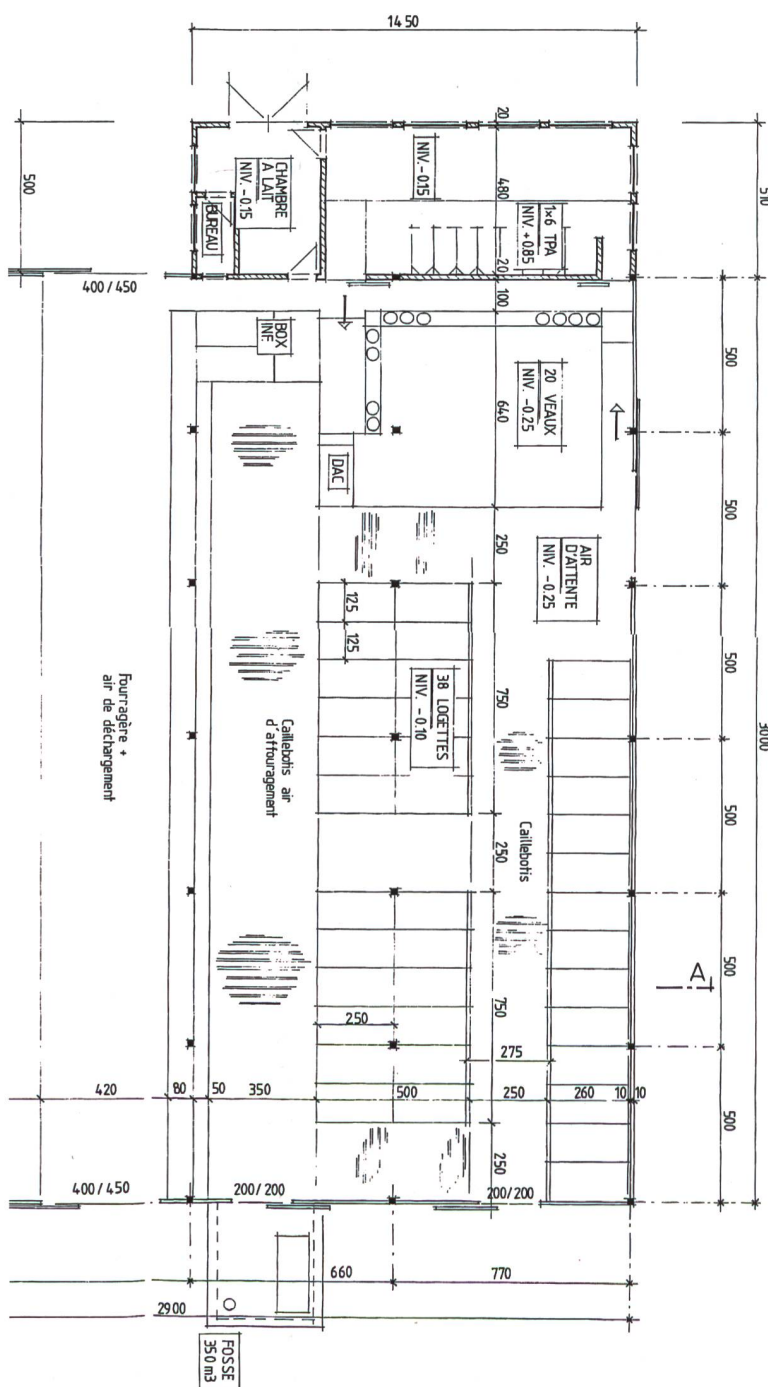 1450
20
500
480
510
CHAMBRE
A LAIT
NIV. -0.15
NIV. -0.15
1x6 TPA
NIV. +0.85
BUREAU
20
400 / 450
100
BOX
INF.
20 VEAUX
NIV. -0.25
500
640
DAC
500
250
AIR
D'ATTENTE
NIV. -0.25
125
125
500
38 LOGETTES
NIV. -0.10
750
Fourragère +
air de déchargement
Caillebotis air
d'affouragement
Caillebotis
250
500
A
500
750
250
275
420
80
50
350
500
250
260
10
10
500
250
400 / 450
200 / 200
200 / 200
660
770
2900
FOSSE
350 m3